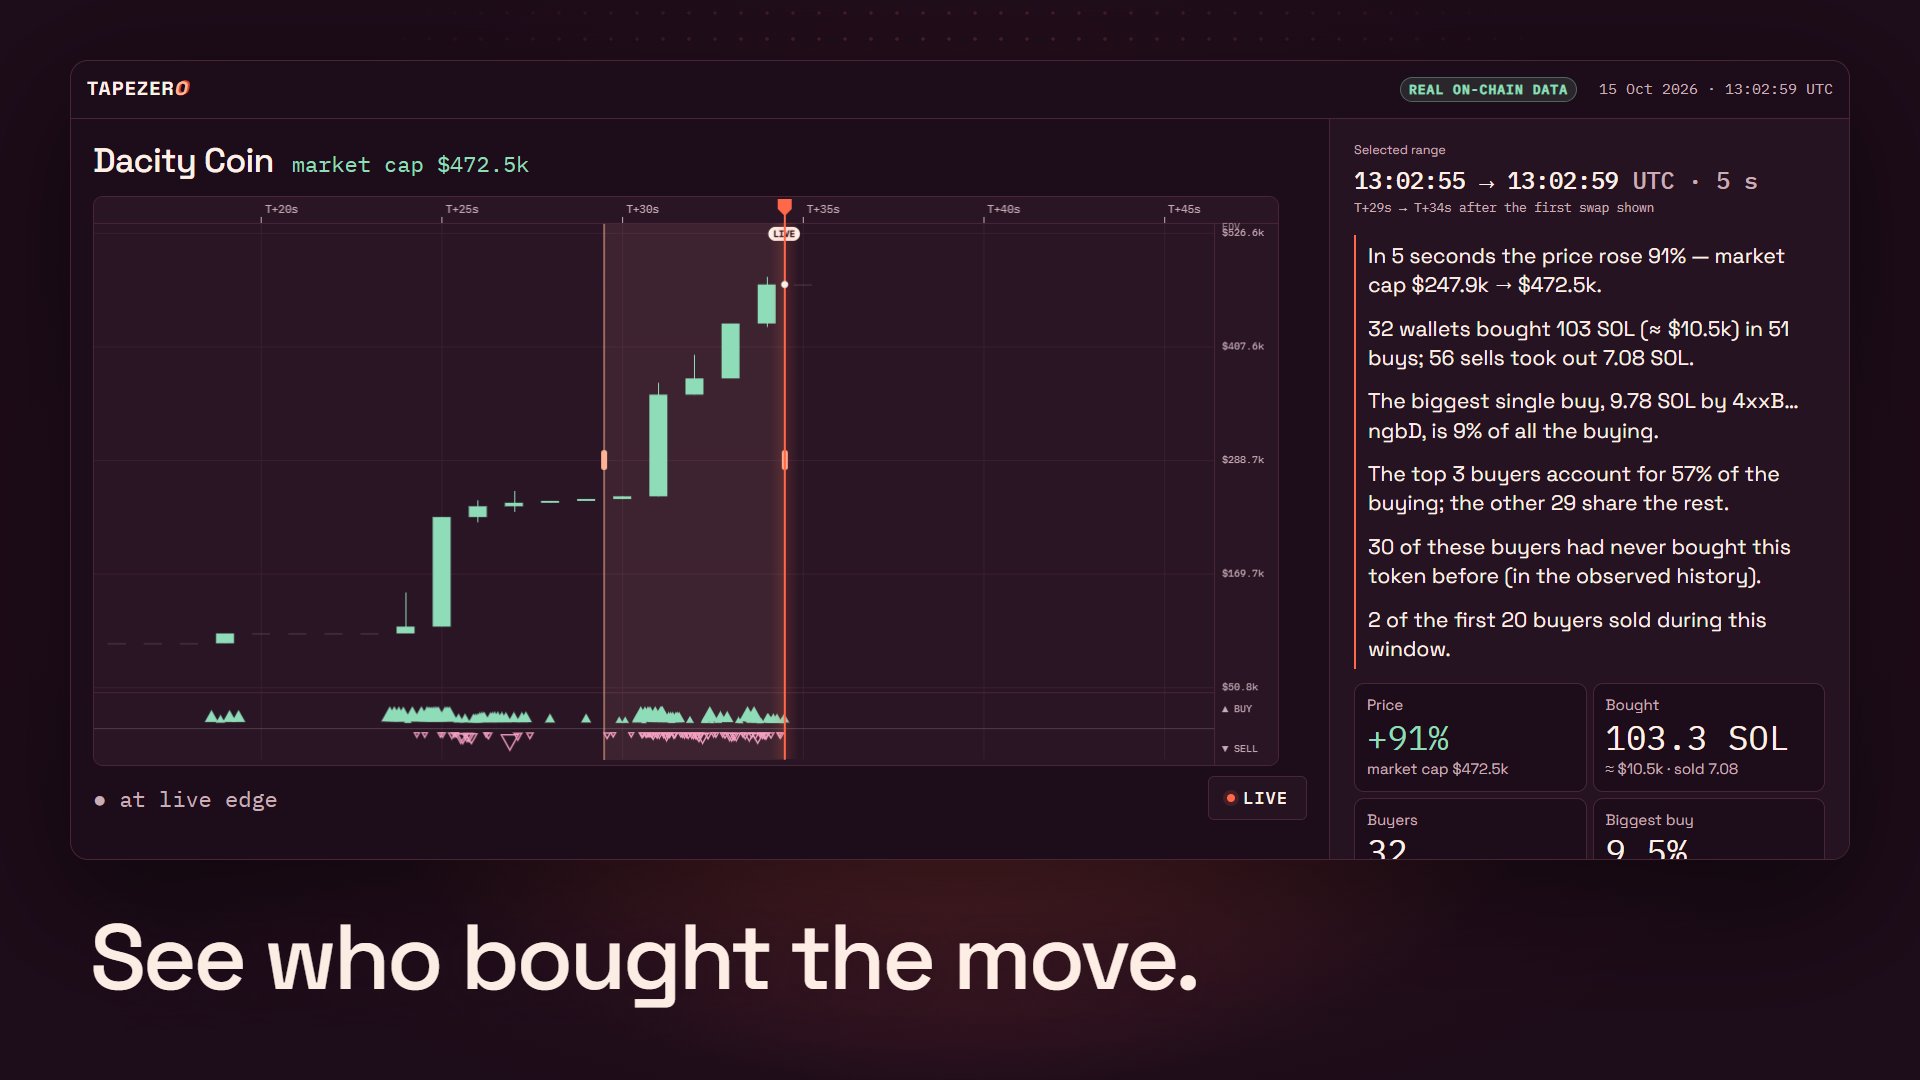 TAPEZERO
REAL ON-CHAIN DATA
15 Oct 2026 · 13:02:59 UTC
Dacity Coin market cap $472.5k
T+20s T+25s T+30s T+35s T+40s T+45s
LIVE
FDV
$526.6k
$407.6k
$288.7k
$169.7k
$50.8k
▲ BUY
▼ SELL
● at live edge
LIVE
Selected range
13:02:55 → 13:02:59 UTC · 5 s
T+29s → T+34s after the first swap shown
In 5 seconds the price rose 91% — market
cap $247.9k → $472.5k.
32 wallets bought 103 SOL (≈ $10.5k) in 51
buys; 56 sells took out 7.08 SOL.
The biggest single buy, 9.78 SOL by 4xxB…
ngbD, is 9% of all the buying.
The top 3 buyers account for 57% of the
buying; the other 29 share the rest.
30 of these buyers had never bought this
token before (in the observed history).
2 of the first 20 buyers sold during this
window.
Price
+91%
market cap $472.5k
Bought
103.3 SOL
≈ $10.5k · sold 7.08
Buyers
32
Biggest buy
9.5%
See who bought the move.